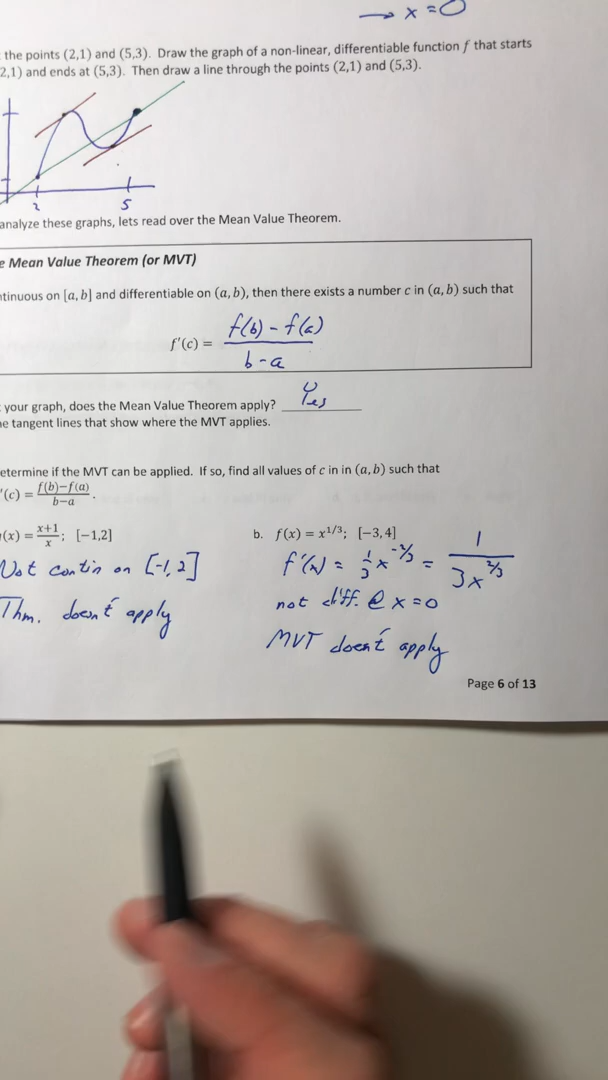 → x = 0
the points (2,1) and (5,3). Draw the graph of a non-linear, differentiable function f that starts
2,1) and ends at (5,3). Then draw a line through the points (2,1) and (5,3).
2
5
analyze these graphs, lets read over the Mean Value Theorem.
e Mean Value Theorem (or MVT)
ntinuous on [a, b] and differentiable on (a, b), then there exists a number c in (a, b) such that
f'(c) = f(b) - f(a) / b - a
your graph, does the Mean Value Theorem apply? Yes
e tangent lines that show where the MVT applies.
etermine if the MVT can be applied. If so, find all values of c in in (a, b) such that
'(c) = f(b)−f(a) / b−a .
(x) = x+1 / x ; [−1,2]
Not contin on [-1, 2]
Thm. doesn't apply
b. f(x) = x^1/3; [−3, 4]
f'(x) = 1/3 x^-2/3 = 1 / 3x^2/3
not diff. @ x = 0
MVT doesn't apply
Page 6 of 13